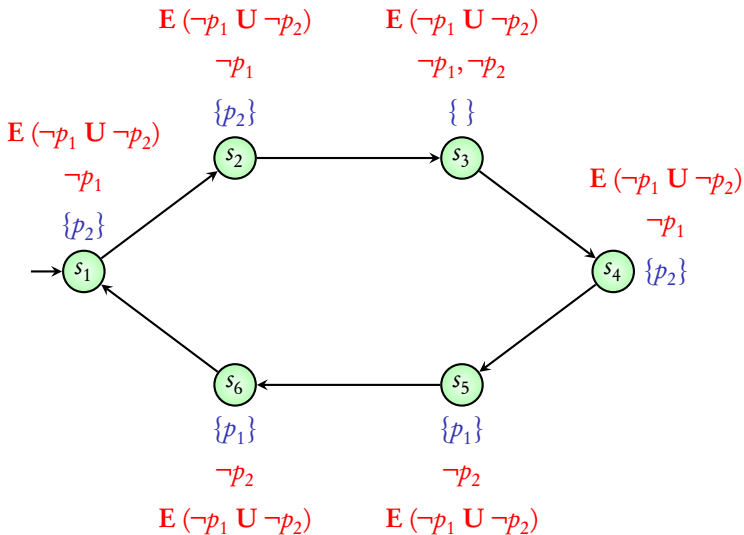 E (¬p₁ U ¬p₂)
¬p₁
{p₂}
s₂
E (¬p₁ U ¬p₂)
¬p₁, ¬p₂
{ }
s₃
E (¬p₁ U ¬p₂)
¬p₁
{p₂}
s₁
E (¬p₁ U ¬p₂)
¬p₁
s₄ {p₂}
s₆
{p₁}
¬p₂
E (¬p₁ U ¬p₂)
s₅
{p₁}
¬p₂
E (¬p₁ U ¬p₂)